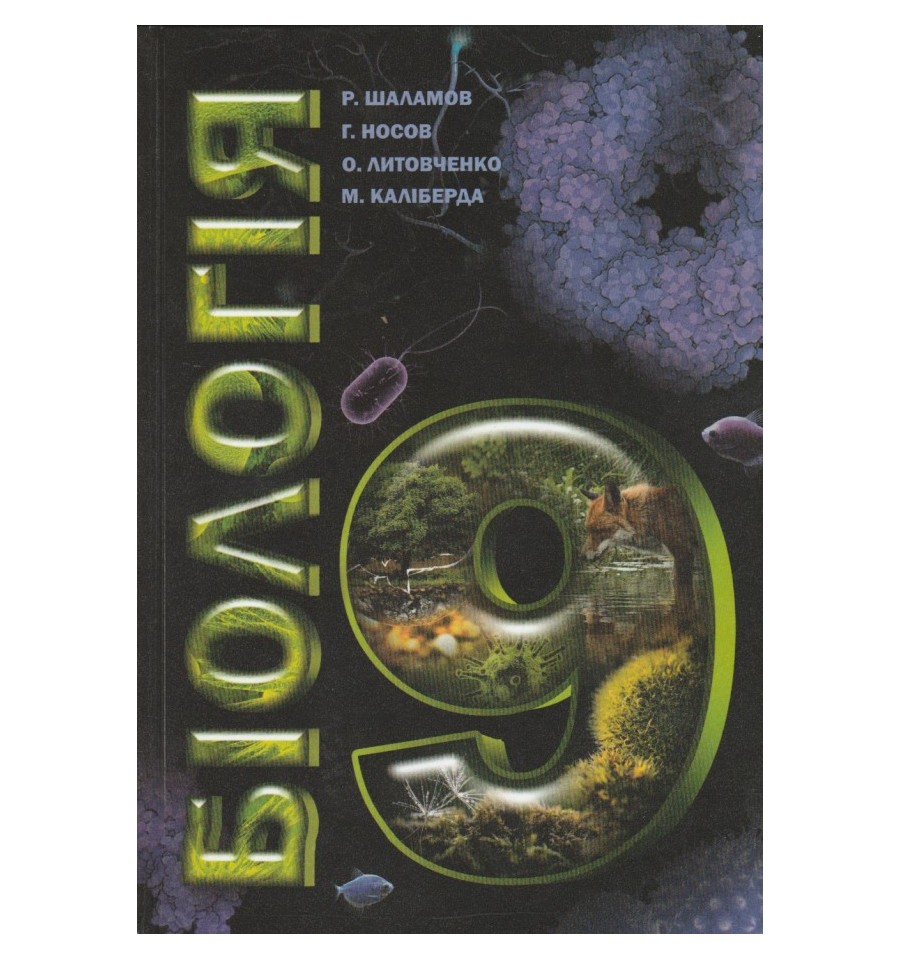 Р. ШАЛАМОВ
Г. НОСОВ
О. ЛИТОВЧЕНКО
М. КАЛІБЕРДА
БІОЛОГІЯ
9